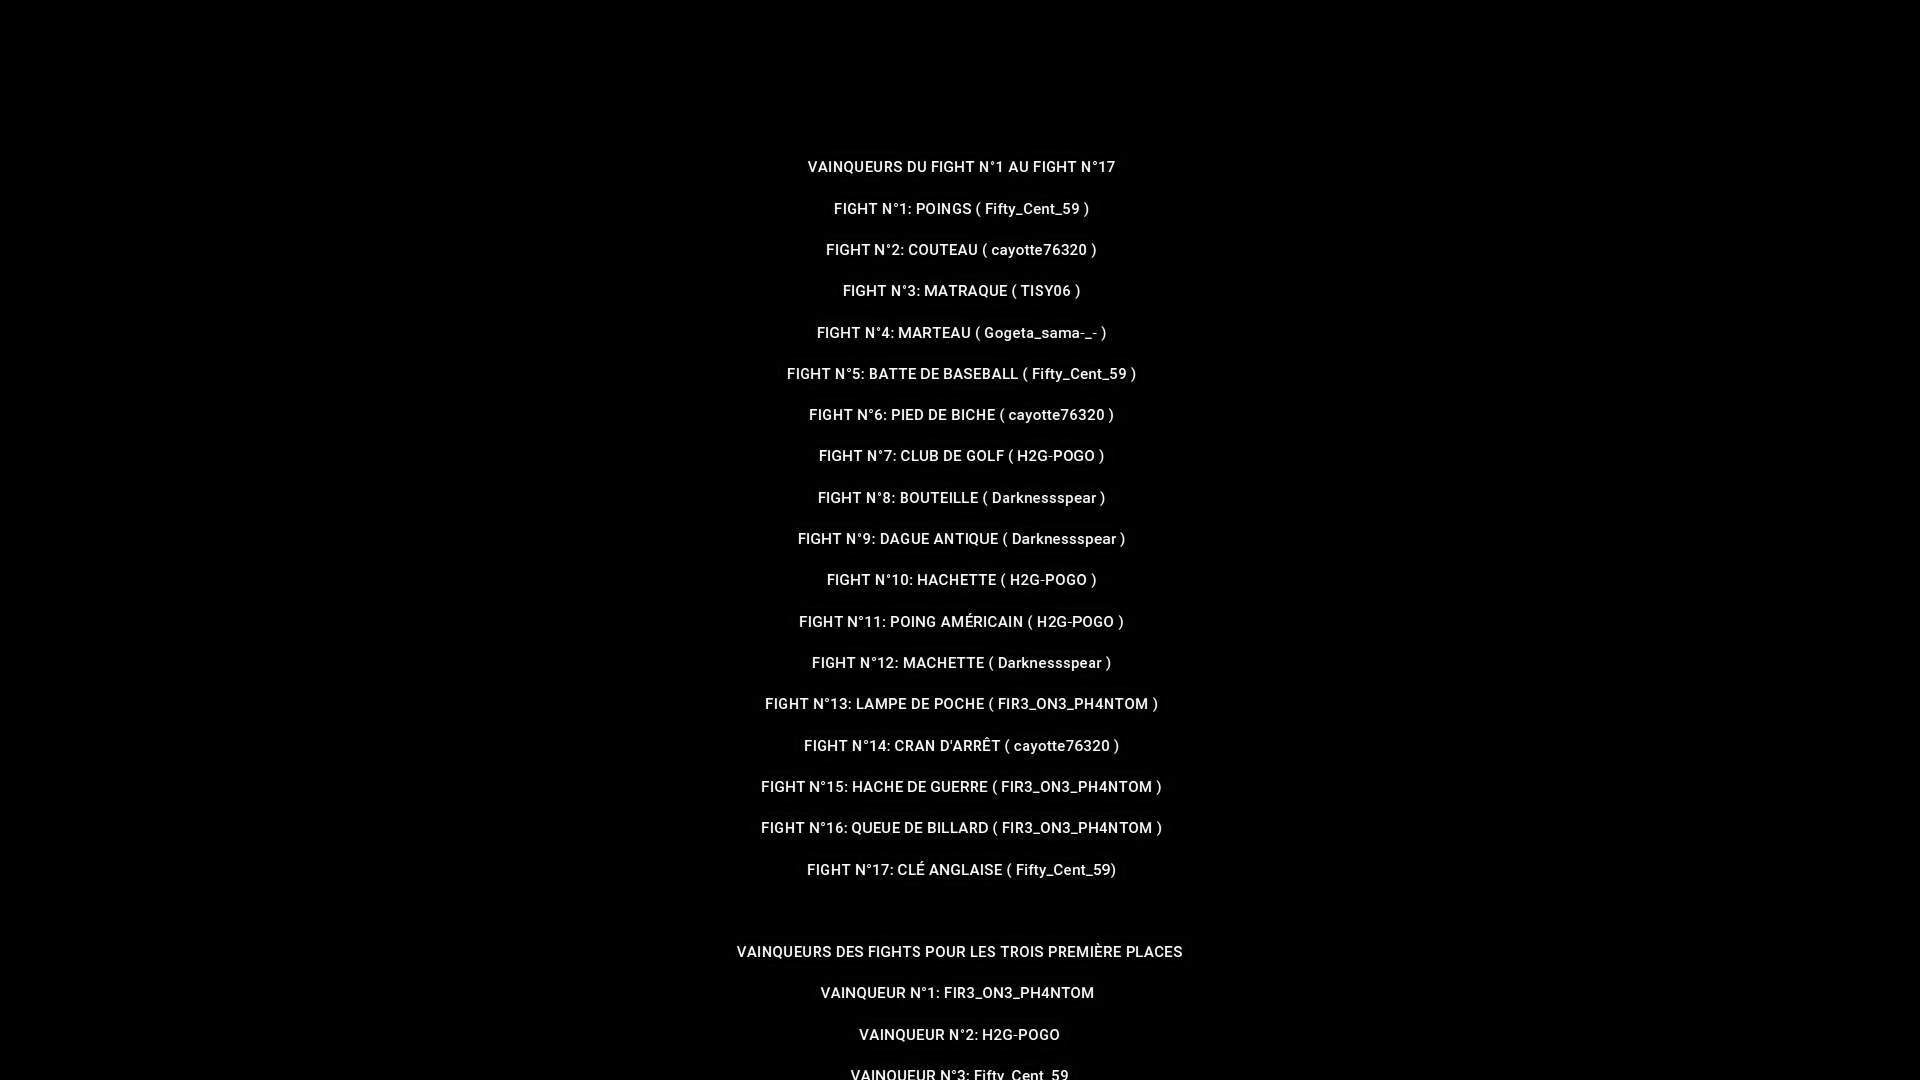 VAINQUEURS DU FIGHT N°1 AU FIGHT N°17
FIGHT N°1: POINGS ( Fifty_Cent_59 )
FIGHT N°2: COUTEAU ( cayotte76320 )
FIGHT N°3: MATRAQUE ( TISY06 )
FIGHT N°4: MARTEAU ( Gogeta_sama-_- )
FIGHT N°5: BATTE DE BASEBALL ( Fifty_Cent_59 )
FIGHT N°6: PIED DE BICHE ( cayotte76320 )
FIGHT N°7: CLUB DE GOLF ( H2G-POGO )
FIGHT N°8: BOUTEILLE ( Darknessspear )
FIGHT N°9: DAGUE ANTIQUE ( Darknessspear )
FIGHT N°10: HACHETTE ( H2G-POGO )
FIGHT N°11: POING AMÉRICAIN ( H2G-POGO )
FIGHT N°12: MACHETTE ( Darknessspear )
FIGHT N°13: LAMPE DE POCHE ( FIR3_ON3_PH4NTOM )
FIGHT N°14: CRAN D'ARRÊT ( cayotte76320 )
FIGHT N°15: HACHE DE GUERRE ( FIR3_ON3_PH4NTOM )
FIGHT N°16: QUEUE DE BILLARD ( FIR3_ON3_PH4NTOM )
FIGHT N°17: CLÉ ANGLAISE ( Fifty_Cent_59)
VAINQUEURS DES FIGHTS POUR LES TROIS PREMIÈRE PLACES
VAINQUEUR N°1: FIR3_ON3_PH4NTOM
VAINQUEUR N°2: H2G-POGO
VAINQUEUR N°3: Fifty_Cent_59